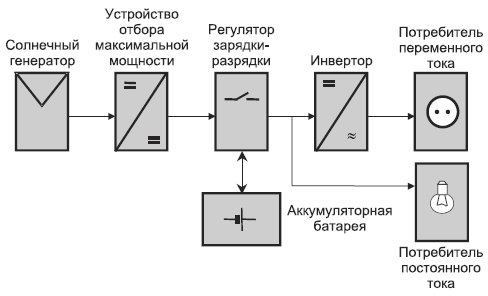 Солнечный
генератор
Устройство
отбора
максимальной
мощности
Регулятор
зарядки-
разрядки
Инвертор
Потребитель
переменного
тока
Аккумуляторная
батарея
Потребитель
постоянного
тока